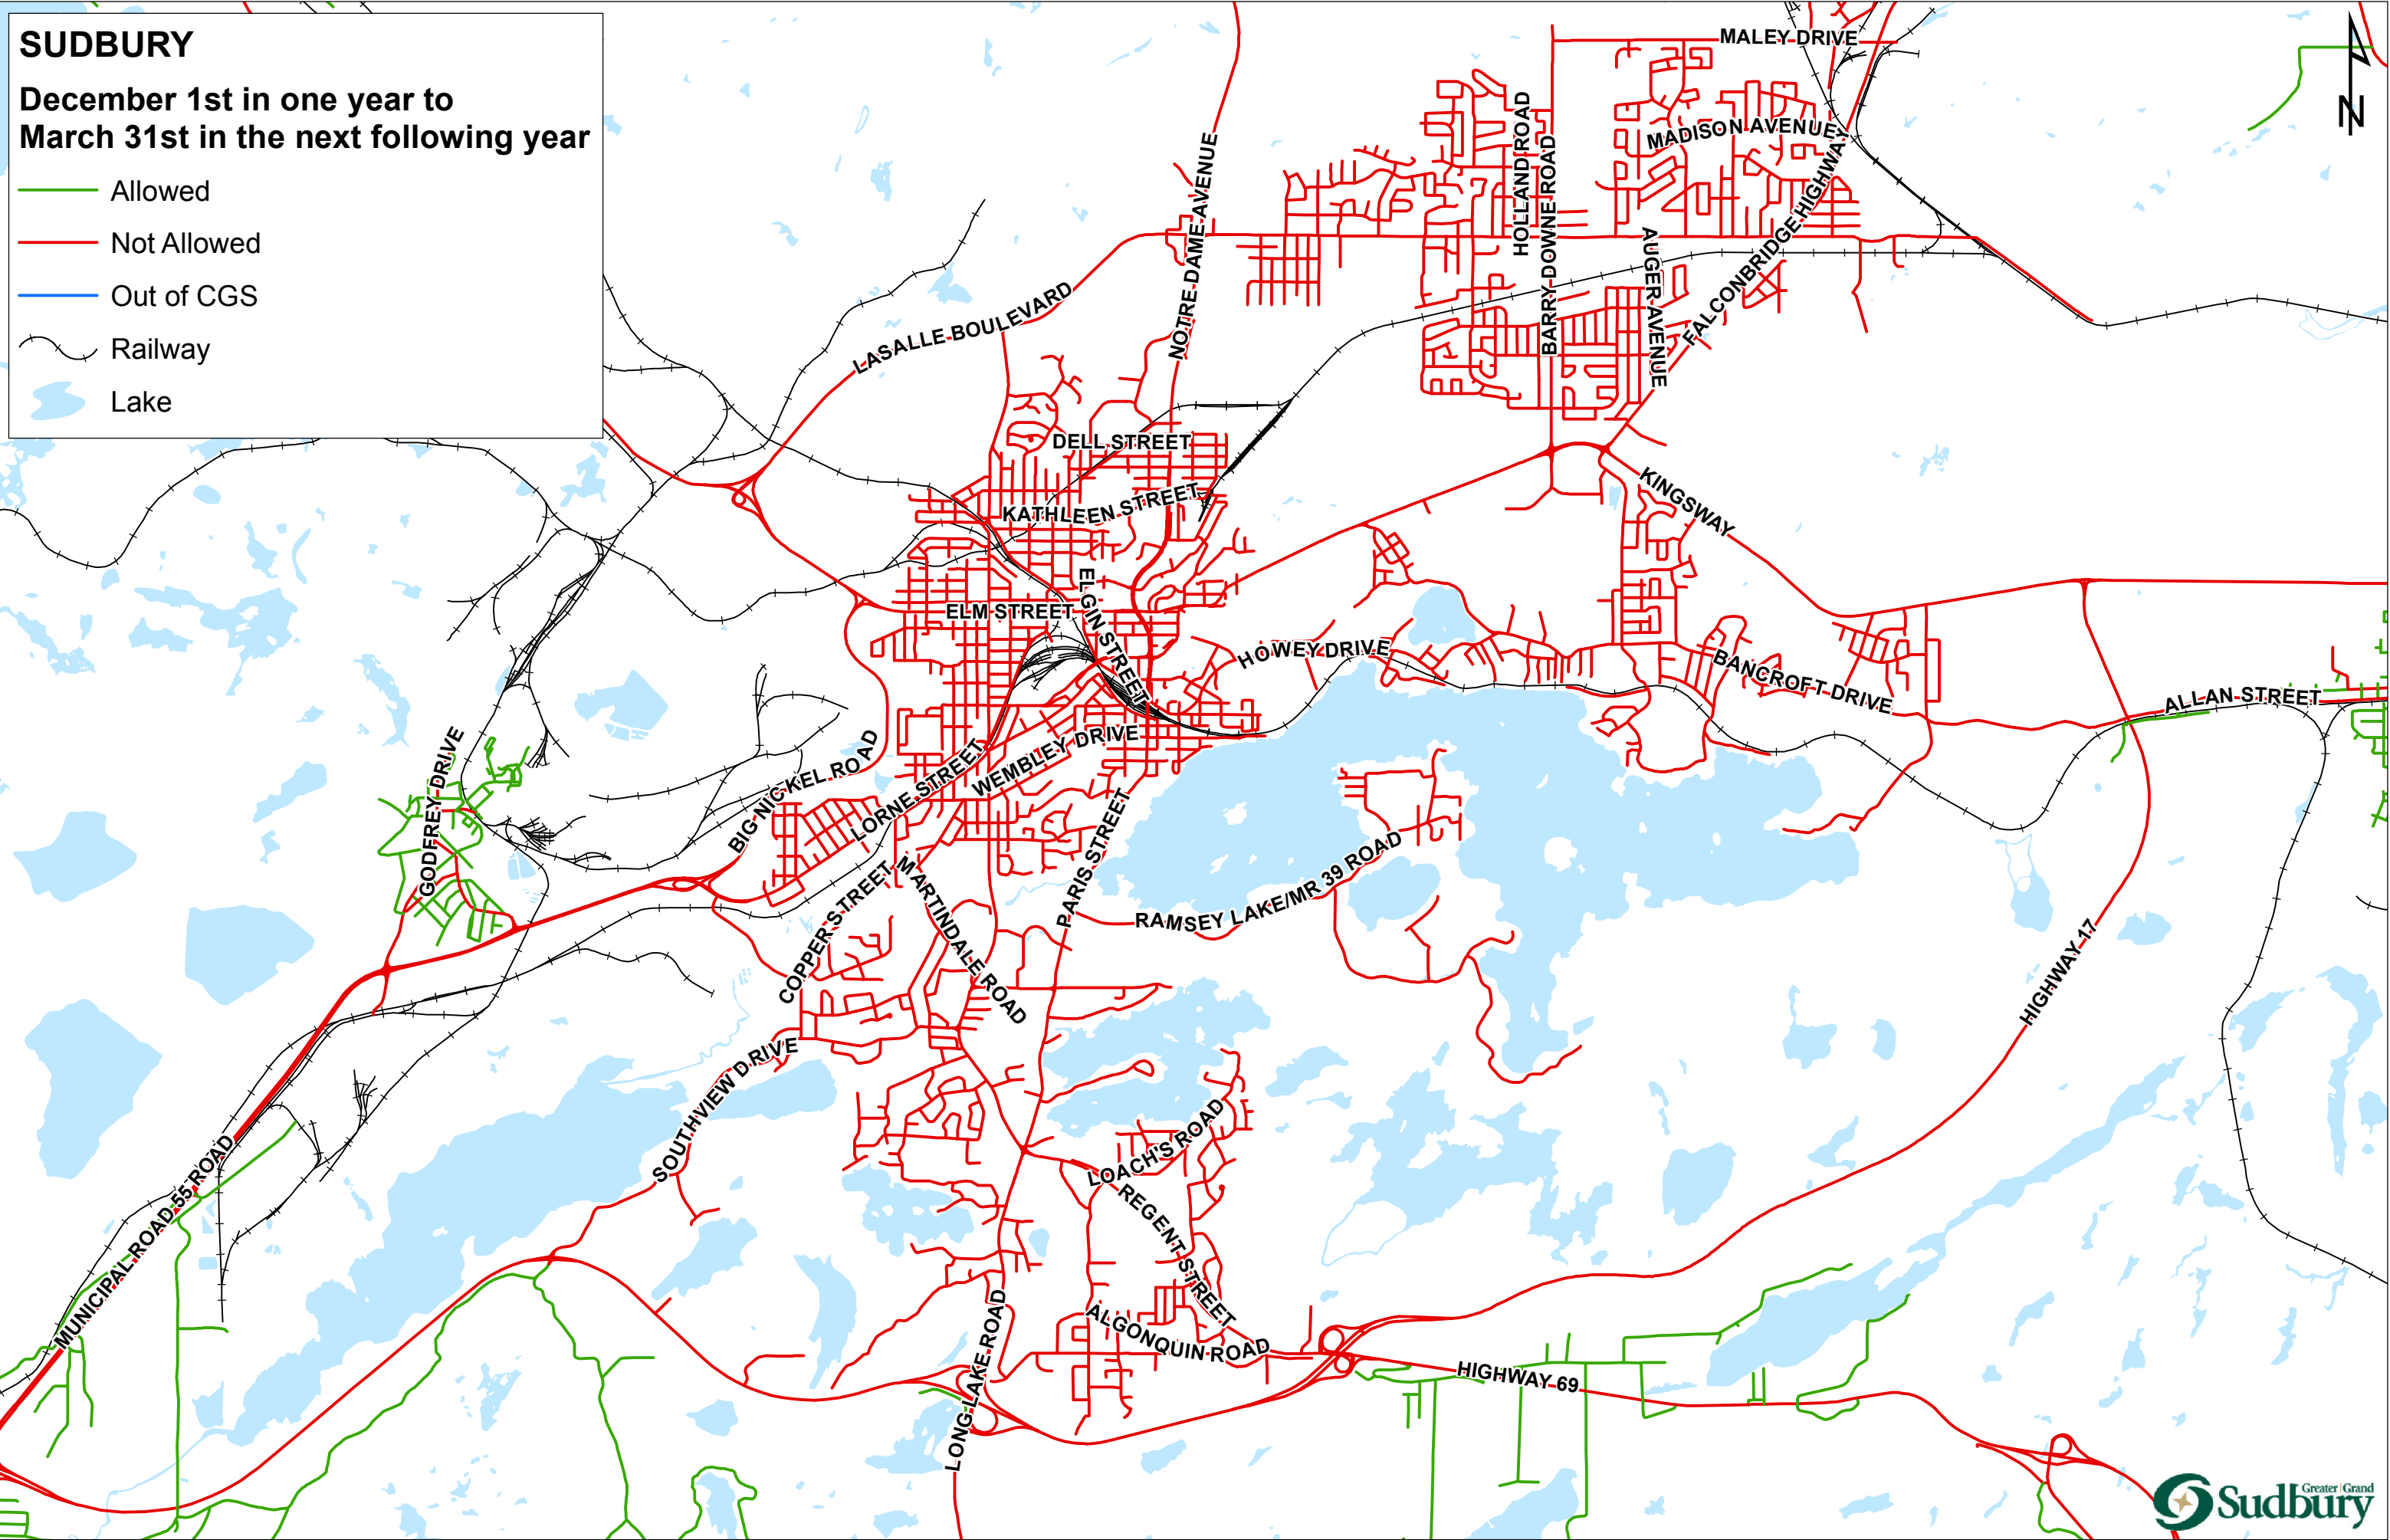 SUDBURY
December 1st in one year to
March 31st in the next following year
Allowed
Not Allowed
Out of CGS
Railway
Lake
N
MALEY DRIVE
MADISON AVENUE
HOLLAND ROAD
BARRY DOWNE ROAD
NOTRE DAME AVENUE
AUGER AVENUE
FALCONBRIDGE HIGHWAY
LASALLE BOULEVARD
DELL STREET
KATHLEEN STREET
KINGSWAY
ELM STREET
ELGIN STREET
HOWEY DRIVE
BANCROFT DRIVE
ALLAN STREET
GODFREY DRIVE
BIG NICKEL ROAD
LORNE STREET
WEMBLEY DRIVE
PARIS STREET
RAMSEY LAKE/MR 39 ROAD
COPPER STREET
MARTINDALE ROAD
HIGHWAY 17
SOUTHVIEW DRIVE
LOACH'S ROAD
REGENT STREET
MUNICIPAL ROAD 55 ROAD
ALGONQUIN ROAD
LONG LAKE ROAD
HIGHWAY 69
Greater | Grand
Sudbury